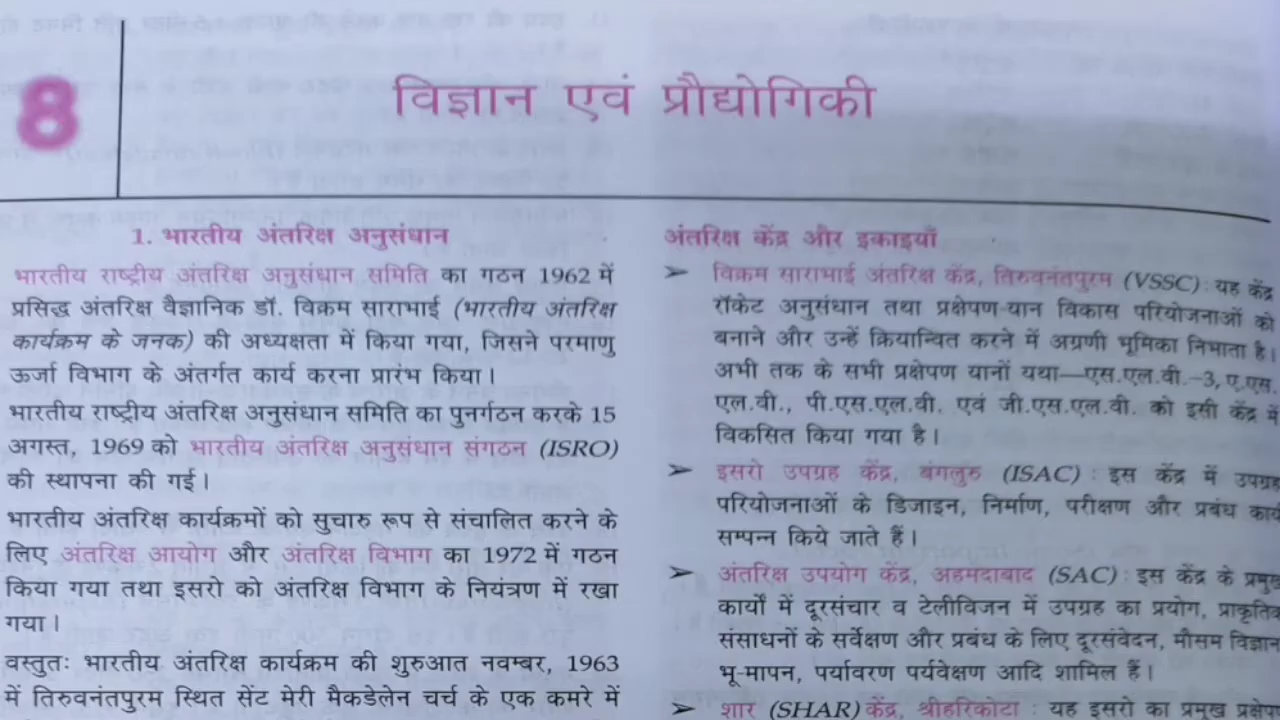 8
विज्ञान एवं प्रौद्योगिकी
1. भारतीय अंतरिक्ष अनुसंधान
भारतीय राष्ट्रीय अंतरिक्ष अनुसंधान समिति का गठन 1962 में
प्रसिद्ध अंतरिक्ष वैज्ञानिक डॉ. विक्रम साराभाई (भारतीय अंतरिक्ष
कार्यक्रम के जनक) की अध्यक्षता में किया गया, जिसने परमाणु
ऊर्जा विभाग के अंतर्गत कार्य करना प्रारंभ किया।
भारतीय राष्ट्रीय अंतरिक्ष अनुसंधान समिति का पुनर्गठन करके 15
अगस्त, 1969 को भारतीय अंतरिक्ष अनुसंधान संगठन (ISRO)
की स्थापना की गई।
भारतीय अंतरिक्ष कार्यक्रमों को सुचारु रूप से संचालित करने के
लिए अंतरिक्ष आयोग और अंतरिक्ष विभाग का 1972 में गठन
किया गया तथा इसरो को अंतरिक्ष विभाग के नियंत्रण में रखा
गया।
वस्तुतः भारतीय अंतरिक्ष कार्यक्रम की शुरुआत नवम्बर, 1963
में तिरुवनंतपुरम स्थित सेंट मेरी मैकडेलेन चर्च के एक कमरे में
अंतरिक्ष केंद्र और इकाइयाँ
➢ विक्रम साराभाई अंतरिक्ष केंद्र, तिरुवनंतपुरम (VSSC) : यह केंद्र
रॉकेट अनुसंधान तथा प्रक्षेपण-यान विकास परियोजनाओं को
बनाने और उन्हें क्रियान्वित करने में अग्रणी भूमिका निभाता है।
अभी तक के सभी प्रक्षेपण यानों यथा—एस.एल.वी.–3, ए.एस.
एल.वी., पी.एस.एल.वी. एवं जी.एस.एल.वी. को इसी केंद्र में
विकसित किया गया है।
➢ इसरो उपग्रह केंद्र, बंगलुरु (ISAC) : इस केंद्र में उपग्रह
परियोजनाओं के डिजाइन, निर्माण, परीक्षण और प्रबंध कार्य
सम्पन्न किये जाते हैं।
➢ अंतरिक्ष उपयोग केंद्र, अहमदाबाद (SAC) : इस केंद्र के प्रमुख
कार्यों में दूरसंचार व टेलीविजन में उपग्रह का प्रयोग, प्राकृतिक
संसाधनों के सर्वेक्षण और प्रबंध के लिए दूरसंवेदन, मौसम विज्ञान
भू-मापन, पर्यावरण पर्यवेक्षण आदि शामिल हैं।
➢ शार (SHAR) केंद्र, श्रीहरिकोटा : यह इसरो का प्रमुख प्रक्षेपण